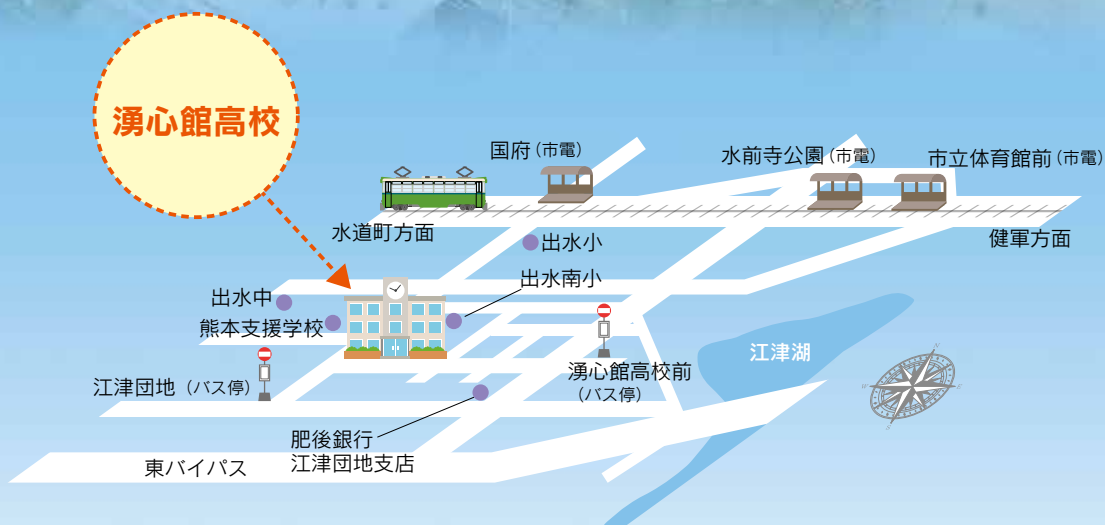 湧心館高校
国府(市電)
水前寺公園(市電)
市立体育館前(市電)
水道町方面
健軍方面
出水小
出水南小
出水中
熊本支援学校
江津湖
湧心館高校前
(バス停)
江津団地(バス停)
肥後銀行
江津団地支店
東バイパス